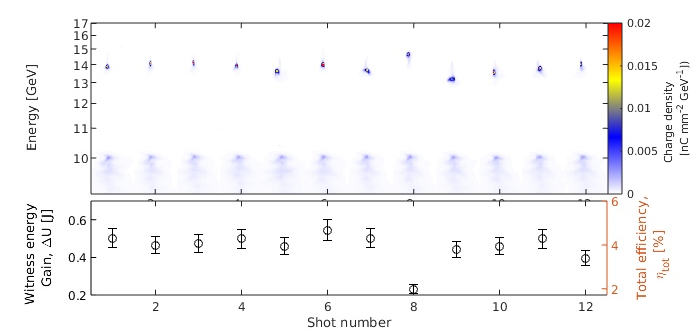 17
16
15
14
13
12
11
10
Energy [GeV]
0.02
0.015
0.01
0.005
0
Charge density
(nC mm-2 GeV-1))
0.6
0.4
0.2
Witness energy
Gain, ΔU [J]
6
4
2
Total efficiency,
ηtot [%]
2 4 6 8 10 12
Shot number